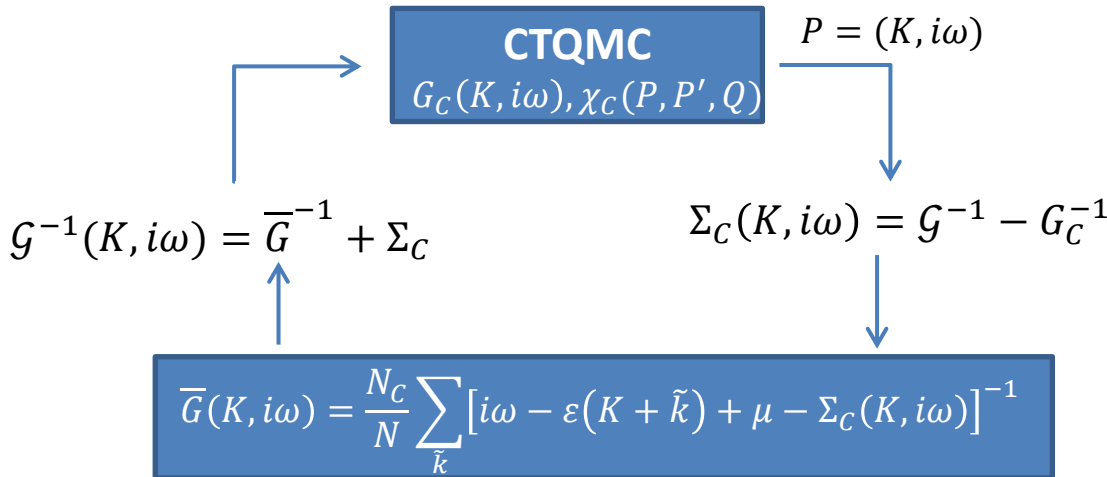 CTQMC
G_C(K, iω), χ_C(P, P′, Q)
P = (K, iω)
𝒢⁻¹(K, iω) = G̅⁻¹ + Σ_C
Σ_C(K, iω) = 𝒢⁻¹ − G_C⁻¹
G̅(K, iω) = N_C/N ∑_k̃ [iω − ε(K + k̃) + μ − Σ_C(K, iω)]⁻¹